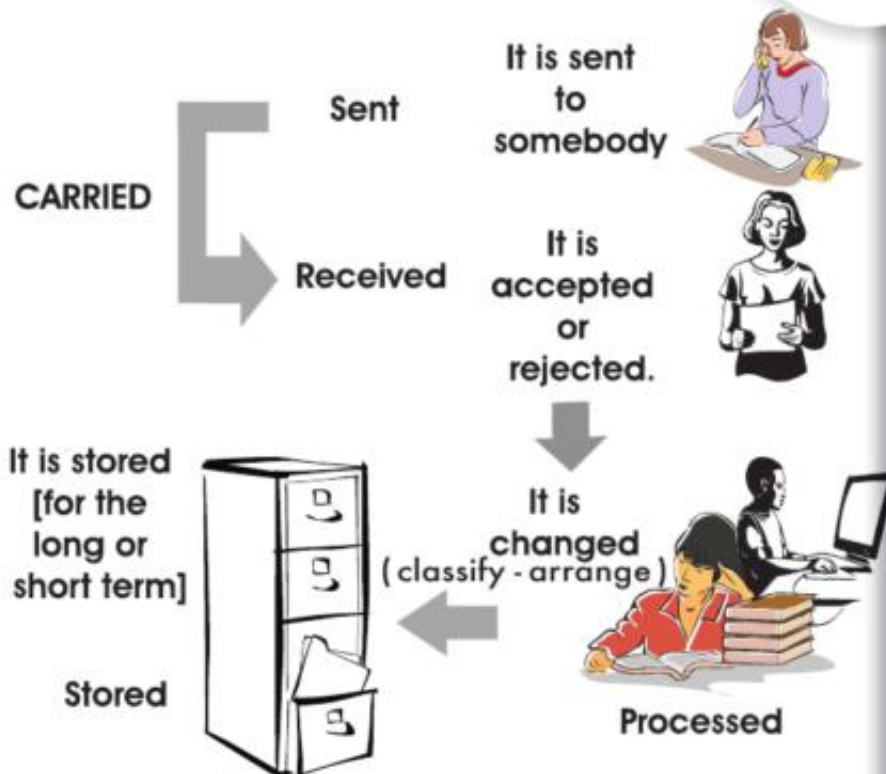 Sent
It is sent
to
somebody
CARRIED
Received
It is
accepted
or
rejected.
It is
changed
( classify - arrange )
Processed
It is stored
[for the
long or
short term]
Stored